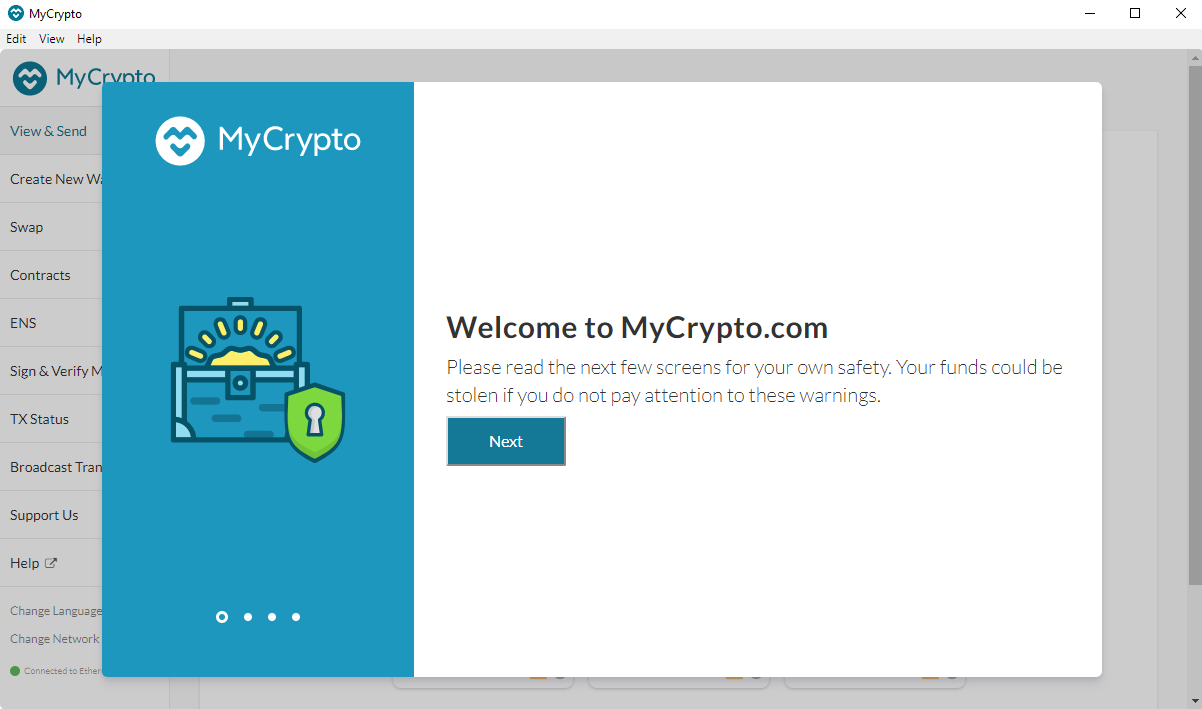 MyCrypto
Edit View Help
MyCrypto
View & Send
Create New Wa
Swap
Contracts
ENS
Sign & Verify M
TX Status
Broadcast Tran
Support Us
Help
Change Language
Change Network
Connected to Ether
MyCrypto
Welcome to MyCrypto.com
Please read the next few screens for your own safety. Your funds could be
stolen if you do not pay attention to these warnings.
Next